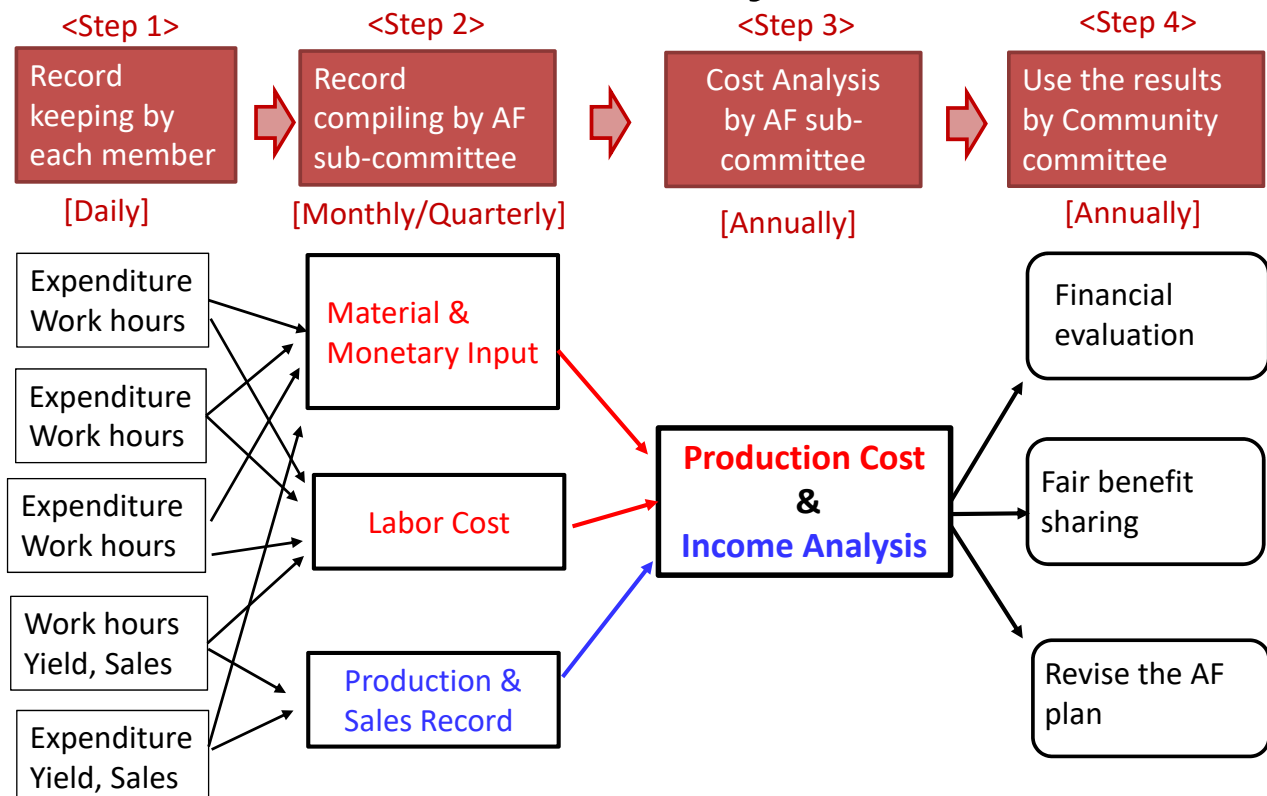 <Step 1>
<Step 2>
<Step 3>
<Step 4>
Record
keeping by
each member
Record
compiling by AF
sub-committee
Cost Analysis
by AF sub-
committee
Use the results
by Community
committee
[Daily]
[Monthly/Quarterly]
[Annually]
[Annually]
Expenditure
Work hours
Expenditure
Work hours
Expenditure
Work hours
Work hours
Yield, Sales
Expenditure
Yield, Sales
Material &
Monetary Input
Labor Cost
Production &
Sales Record
Production Cost
&
Income Analysis
Financial
evaluation
Fair benefit
sharing
Revise the AF
plan